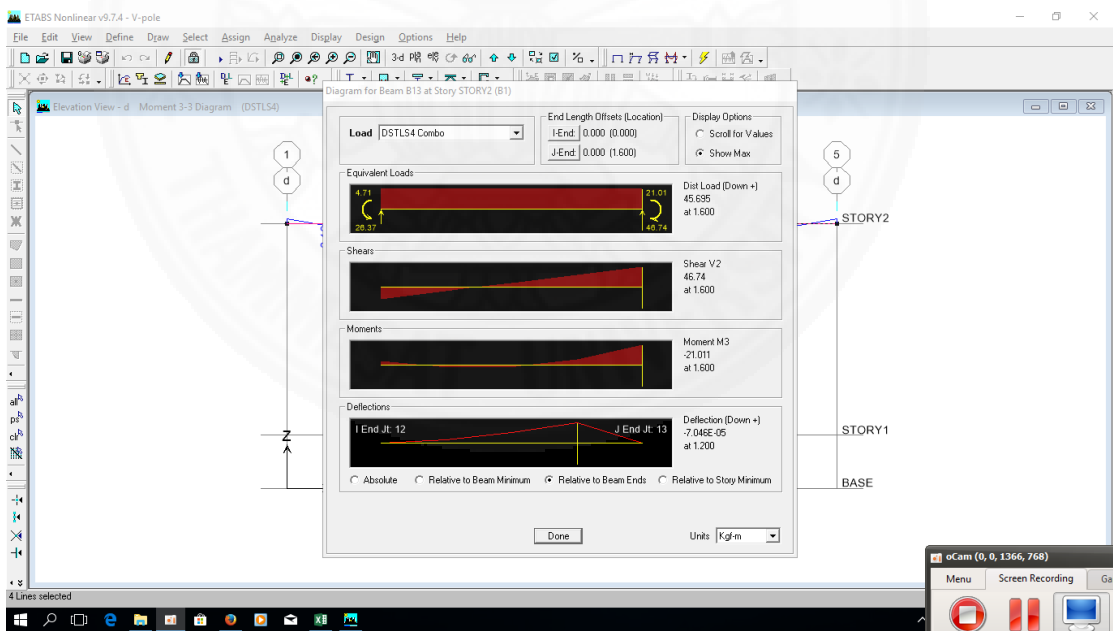 ETABS Nonlinear v9.7.4 - V-pole
File Edit View Define Draw Select Assign Analyze Display Design Options Help
3-d
Elevation View - d Moment 3-3 Diagram (DSTLS4)
Diagram for Beam B13 at Story STORY2 (B1)
Load DSTLS4 Combo
End Length Offsets (Location)
I-End: 0.000 (0.000)
J-End: 0.000 (1.600)
Display Options
Scroll for Values
Show Max
Equivalent Loads
4.71 21.01
26.37 46.74
Dist Load (Down +)
45.695
at 1.600
Shears
Shear V2
46.74
at 1.600
Moments
Moment M3
-21.011
at 1.600
Deflections
I End Jt: 12 J End Jt: 13
Deflection (Down +)
-7.046E-05
at 1.200
Absolute Relative to Beam Minimum Relative to Beam Ends Relative to Story Minimum
Done Units Kgf-m
1 5
d d
STORY2
STORY1
BASE
Z
all
ps
clr
4 Lines selected
oCam (0, 0, 1366, 768)
Menu Screen Recording Ga